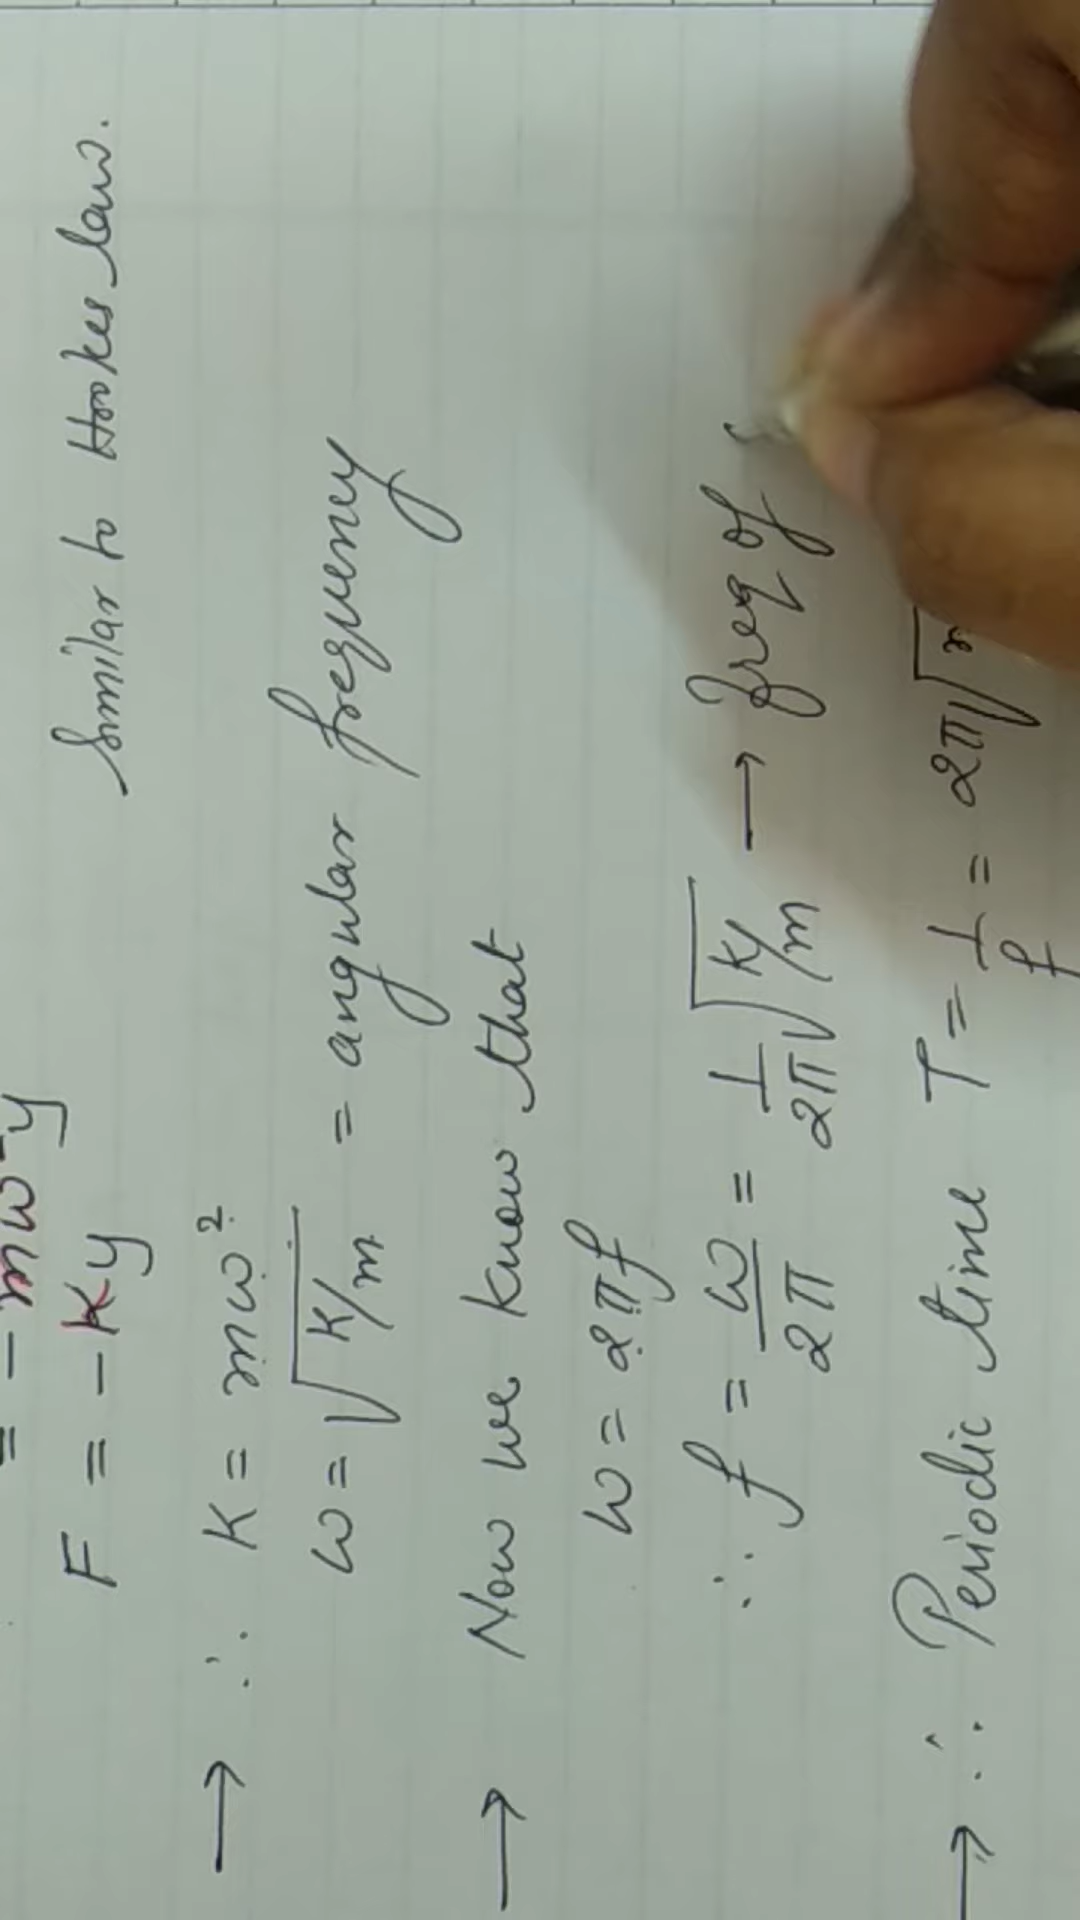 = - mω²y
F = - Ky Similar to Hookes law.
→ ∴ K = mω²
ω = √K/m = angular frequency
→ Now we know that
ω = 2πf
∴ f = ω/2π = 1/2π √K/m → freq of
→ ∴ Periodic time T = 1/f = 2π√